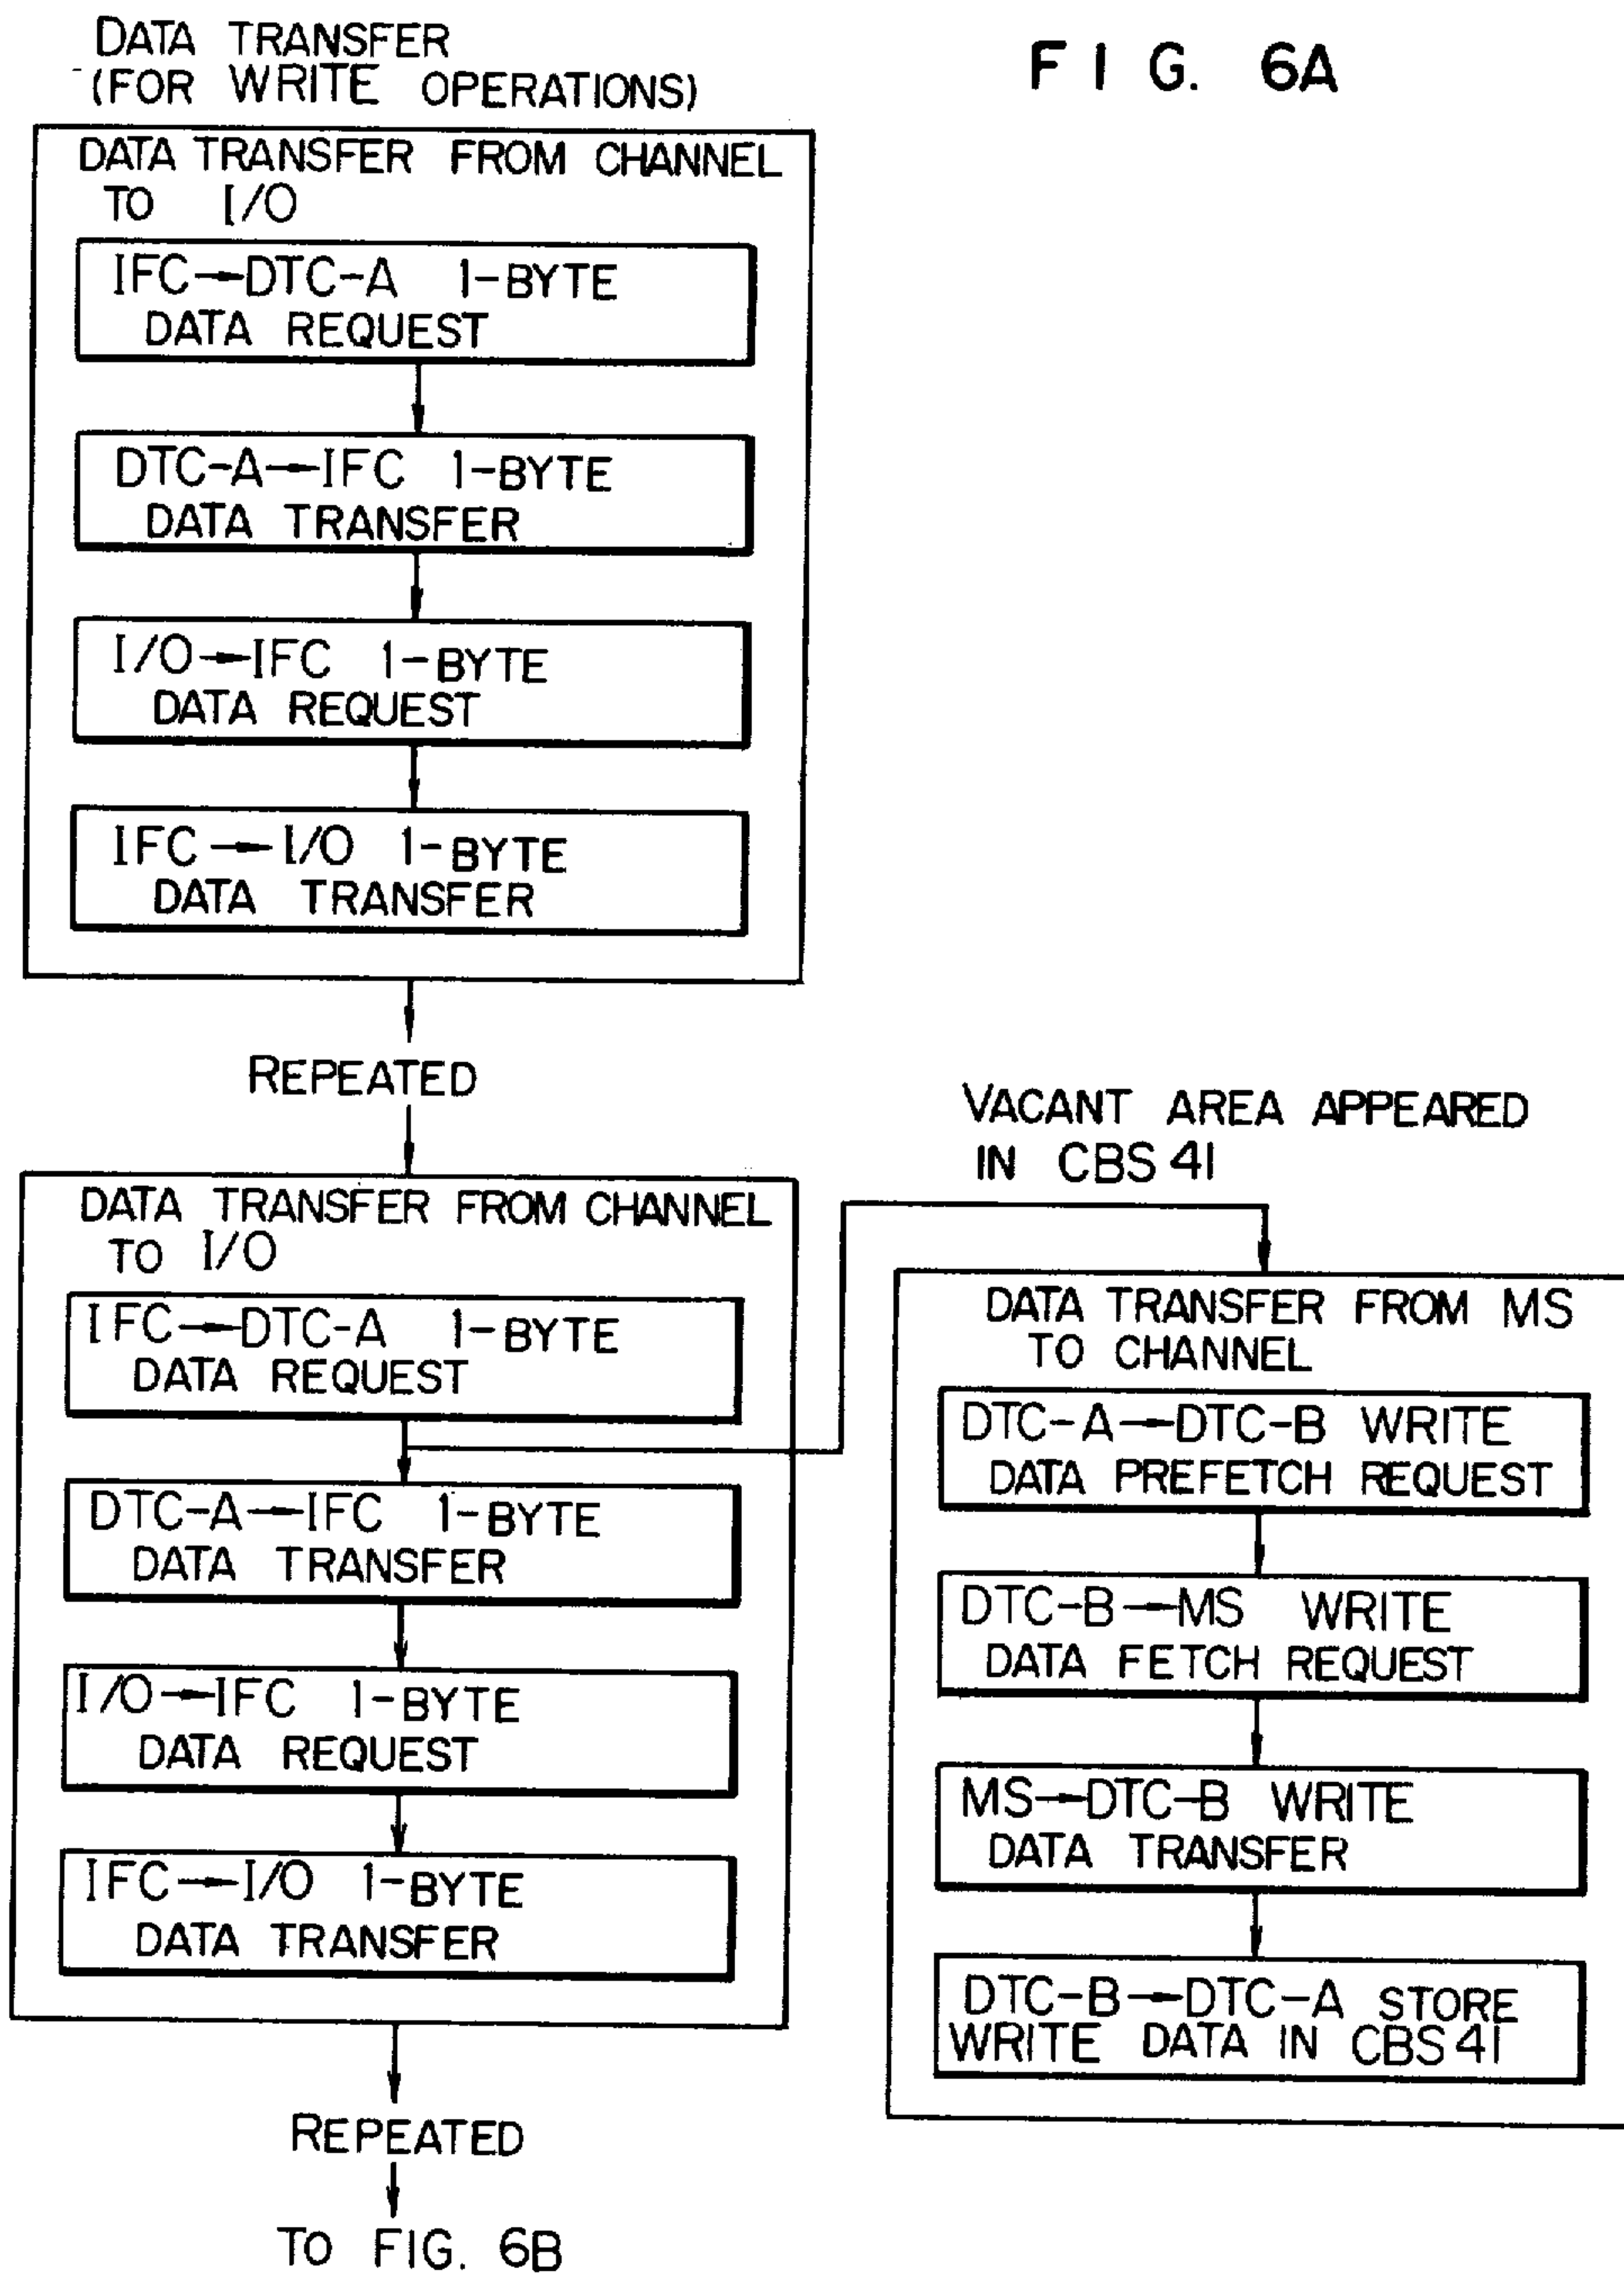 DATA TRANSFER
(FOR WRITE OPERATIONS)
FIG. 6A
DATA TRANSFER FROM CHANNEL
TO I/O
IFC→DTC-A 1-BYTE
DATA REQUEST
DTC-A→IFC 1-BYTE
DATA TRANSFER
I/O→IFC 1-BYTE
DATA REQUEST
IFC→I/O 1-BYTE
DATA TRANSFER
REPEATED
DATA TRANSFER FROM CHANNEL
TO I/O
IFC→DTC-A 1-BYTE
DATA REQUEST
DTC-A→IFC 1-BYTE
DATA TRANSFER
I/O→IFC 1-BYTE
DATA REQUEST
IFC→I/O 1-BYTE
DATA TRANSFER
REPEATED
TO FIG. 6B
VACANT AREA APPEARED
IN CBS 41
DATA TRANSFER FROM MS
TO CHANNEL
DTC-A→DTC-B WRITE
DATA PREFETCH REQUEST
DTC-B→MS WRITE
DATA FETCH REQUEST
MS→DTC-B WRITE
DATA TRANSFER
DTC-B→DTC-A STORE
WRITE DATA IN CBS 41